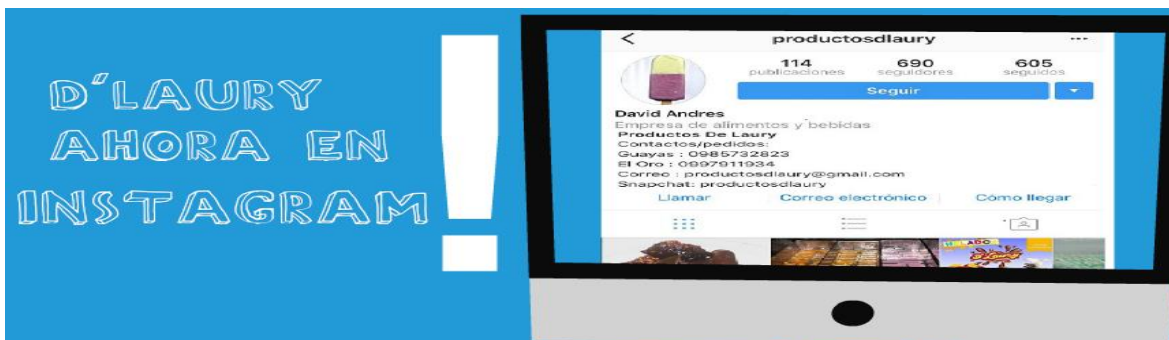 D'LAURY
AHORA EN
INSTAGRAM!
productosdlaury
114 690 605
publicaciones seguidores seguidos
Seguir
David Andres
Empresa de alimentos y bebidas
Productos De Laury
Contactos/pedidos:
Guayas : 0985732823
El Oro : 0997911934
Correo : productosdlaury@gmail.com
Snapchat: productosdlaury
Llamar Correo electrónico Cómo llegar
D'Laury